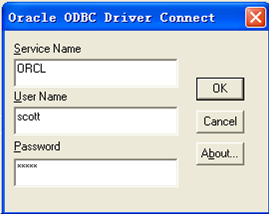 Oracle ODBC Driver Connect
Service Name
ORCL
OK
User Name
scott
Cancel
Password
*****
About...